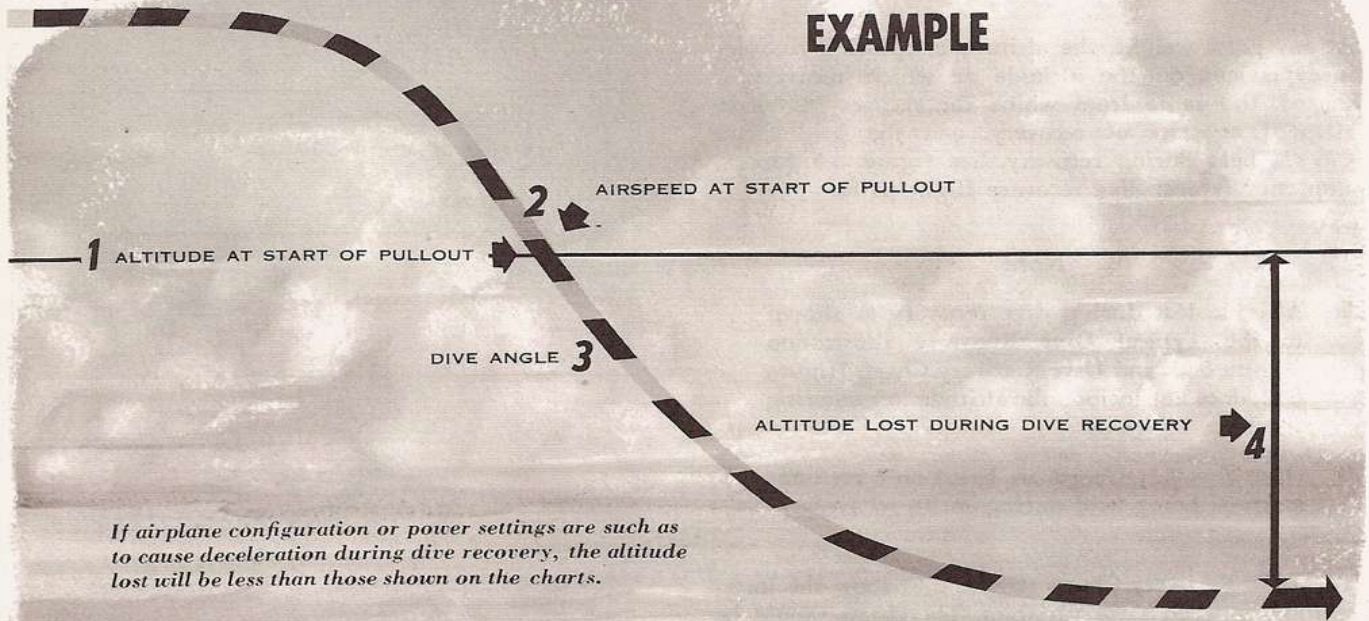 EXAMPLE
2 AIRSPEED AT START OF PULLOUT
1 ALTITUDE AT START OF PULLOUT
DIVE ANGLE 3
ALTITUDE LOST DURING DIVE RECOVERY 4
If airplane configuration or power settings are such as
to cause deceleration during dive recovery, the altitude
lost will be less than those shown on the charts.